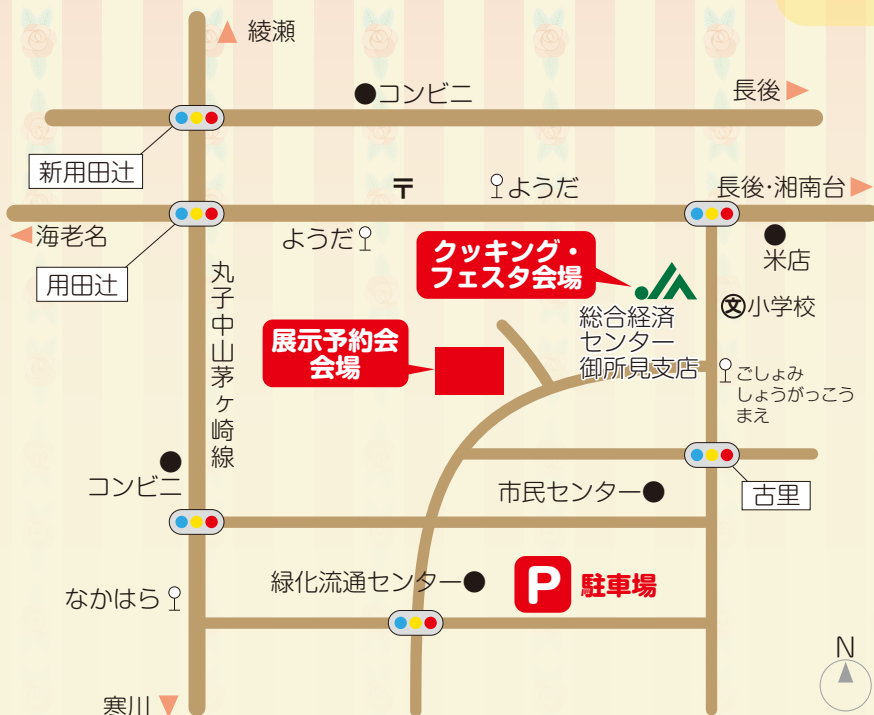 綾瀬
コンビニ
長後
新用田辻
〒
ようだ
長後・湘南台
海老名
ようだ
用田辻
丸子中山茅ヶ崎線
クッキング・
フェスタ会場
米店
文
小学校
総合経済
センター
御所見支店
展示予約会
会場
ごしょみ
しょうがっこう
まえ
コンビニ
市民センター
古里
緑化流通センター
P
駐車場
なかはら
N
寒川